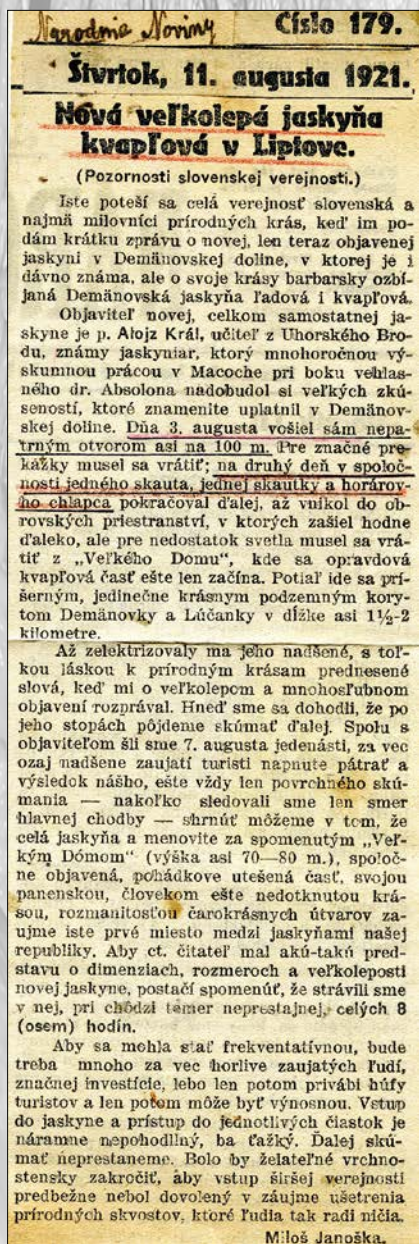 Narodnie Noviny
Číslo 179.
Štvrtok, 11. augusta 1921.
Nová veľkolepá jaskyňa
kvapľová v Liptove.
(Pozornosti slovenskej verejnosti.)
Iste poteší sa celá verejnosť slovenská a
najmä milovníci prírodných krás, keď im po-
dám krátku zprávu o novej, len teraz objavenej
jaskyni v Demänovskej doline, v ktorej je i
dávno známa, ale o svoje krásy barbarsky ozbí-
janá Demänovská jaskyňa ľadová i kvapľová.
Objaviteľ novej, celkom samostatnej ja-
skyne je p. Alojz Král, učiteľ z Uhorského Bro-
du, známy jaskyniar, ktorý mnohoročnou vý-
skumnou prácou v Macoche pri boku vehlas-
ného dr. Absolona nadobudol si veľkých zkú-
seností, ktoré znamenite uplatnil v Demänov-
skej doline. Dňa 3. augusta vošiel sám nepa-
trným otvorom asi na 100 m. Pre značné pre-
kážky musel sa vrátiť; na druhý deň v spoloč-
nosti jedného skauta, jednej skautky a horáro-
vho chlapca pokračoval ďalej, až vnikol do ob-
rovských priestranství, v ktorých zašiel hodne
ďaleko, ale pre nedostatok svetla musel sa vrá-
tiť z „Veľkého Domu“, kde sa opravdová
kvapľová časť ešte len začína. Potiaľ ide sa prí-
šerným, jedinečne krásnym podzemným kory-
tom Demänovky a Lúčanky v dĺžke asi 1½-2
kilometre.
Až zelektrizovaly ma jeho nadšené, s toľ-
kou láskou k prírodným krásam prednesené
slová, keď mi o veľkolepom a mnohosľubnom
objavení rozprával. Hneď sme sa dohodli, že po
jeho stopách pôjdeme skúmať ďalej. Spolu s
objaviteľom šli sme 7. augusta jedenásti, za vec
ozaj nadšene zaujatí turisti napnute pátrať a
výsledok nášho, ešte vždy len povrchného skú-
mania — nakoľko sledovali sme len smer
hlavnej chodby — shrnúť môžeme v tom, že
celá jaskyňa a menovite za spomenutým „Veľ-
kým Dómom“ (výška asi 70—80 m.), spoloč-
ne objavená, pohádkove utešená časť, svojou
panenskou, človekom ešte nedotknutou krá-
sou, rozmanitosťou čarokrásnych útvarov za-
ujme iste prvé miesto medzi jaskyňami našej
republiky. Aby ct. čitateľ mal akú-takú pred-
stavu o dimenziach, rozmeroch a veľkoleposti
novej jaskyne, postačí spomenúť, že strávili sme
v nej, pri chôdzi temer neprestajnej, celých 8
(osem) hodín.
Aby sa mohla stať frekventatívnou, bude
treba mnoho za vec horlive zaujatých ľudí,
značnej investície, lebo len potom privábi húfy
turistov a len potom môže byť výnosnou. Vstup
do jaskyne a prístup do jednotlivých čiastok je
náramne nepohodlný, ba ťažký. Ďalej skú-
mať neprestaneme. Bolo by želateľné vrchno-
stensky zakročiť, aby vstup širšej verejnosti
predbežne nebol dovolený v záujme ušetrenia
prírodných skvostov, ktoré ľudia tak radi ničia.
Miloš Janoška.